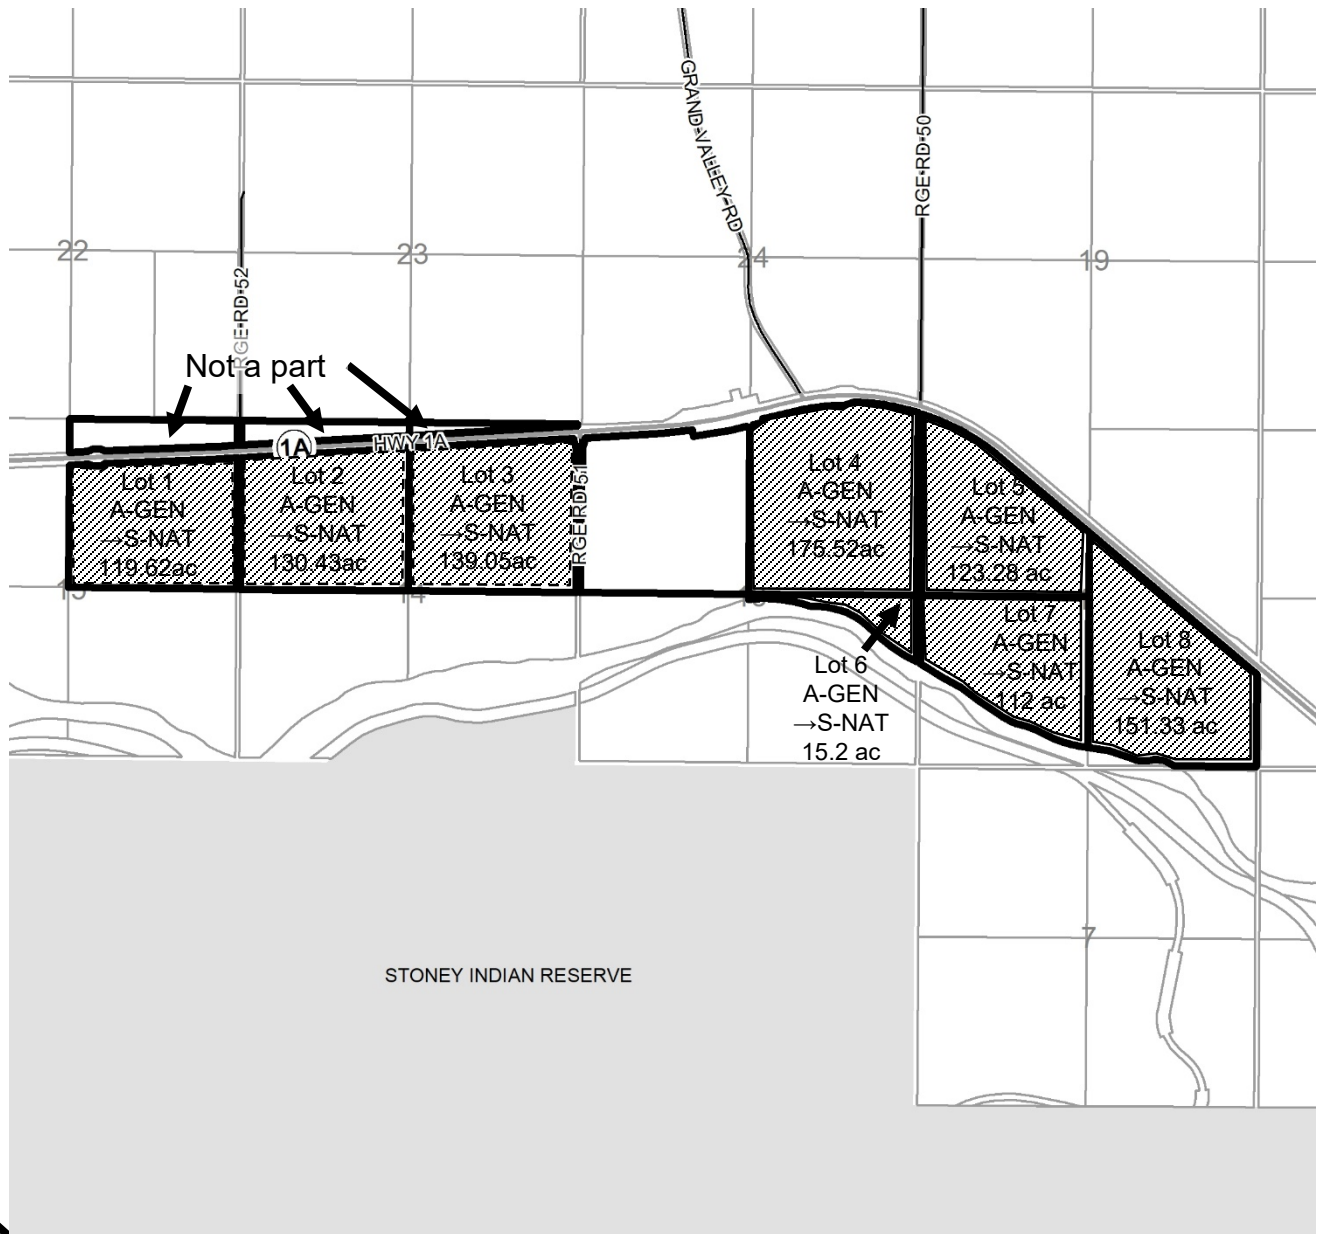 GRAND VALLEY RD
RGE RD 50
22
23
24
19
RGE RD 52
Not a part
1A
HWY 1A
Lot 1
A-GEN
→S-NAT
119.62ac
Lot 2
A-GEN
→S-NAT
130.43ac
Lot 3
A-GEN
→S-NAT
139.05ac
RGE RD 51
Lot 4
A-GEN
→S-NAT
175.52ac
Lot 5
A-GEN
→S-NAT
123.28 ac
15
14
Lot 6
A-GEN
→S-NAT
15.2 ac
Lot 7
A-GEN
→S-NAT
112 ac
Lot 8
A-GEN
→S-NAT
151.33 ac
7
STONEY INDIAN RESERVE